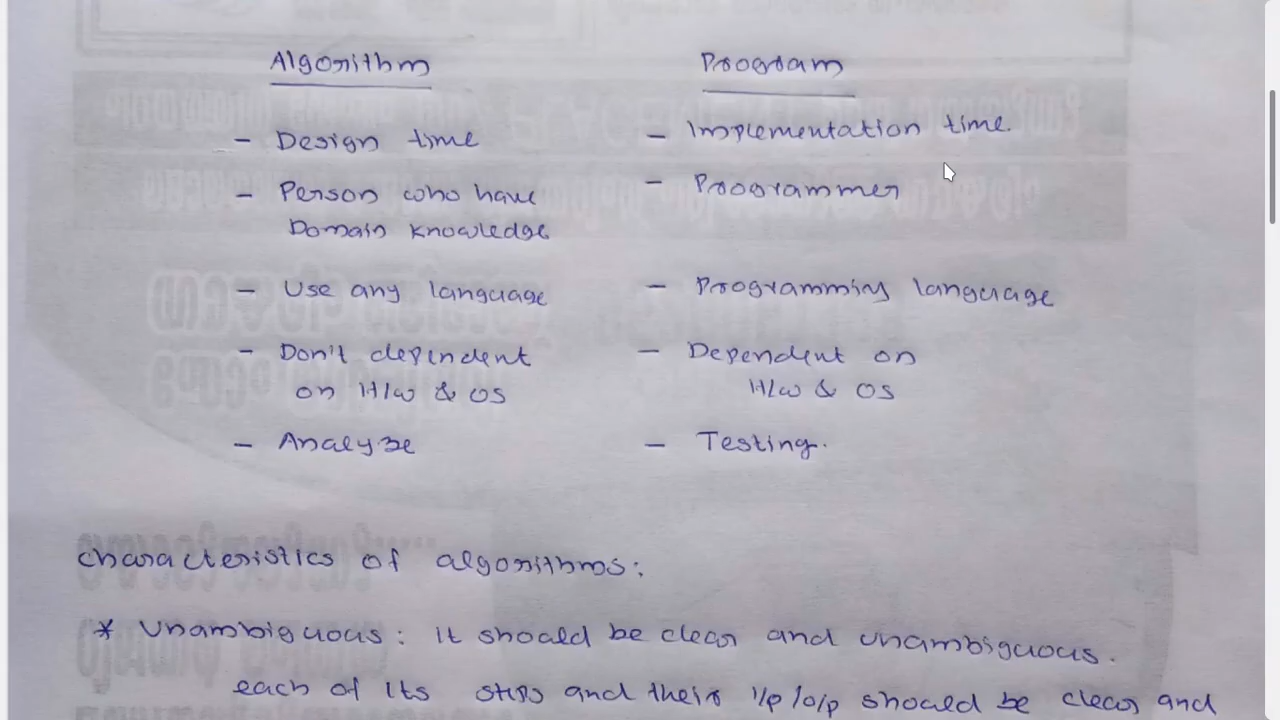 Algorithm
Program
- Design time
- Implementation time.
- Person who have
Domain knowledge
- Programmer
- Use any language
- Programming language
- Don't dependent
on H/w & OS
- Dependent on
H/w & OS
- Analyze
- Testing.
characteristics of algorithms:
* Unambiguous: it should be clear and unambiguous.
each of its steps and their i/p /o/p should be clear and